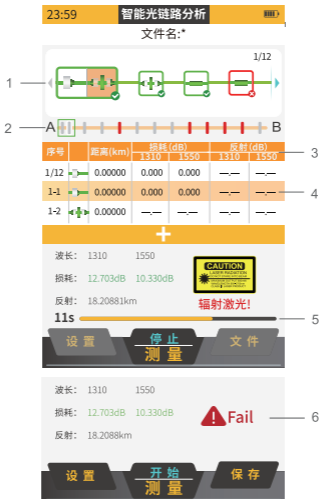 23:59 智能光链路分析
文件名:*
1/12
1
2 A B
序号 距离(km) 损耗(dB) 反射(dB)
1310 1550 1310 1550
3
1/12 0.00000 0.000 0.000 —.— —.—
1-1 0.00000 0.000 0.000 —.— —.—
4
1-2 0.00000 —.— —.— —.— —.—
+
波长: 1310 1550
CAUTION
损耗: 12.703dB 10.330dB
反射: 18.20881km
辐射激光!
11s
5
设置 停止 文件
测量
波长: 1310 1550
损耗: 12.703dB 10.330dB
Fail
6
反射: 18.2088km
设置 开始 保存
测量